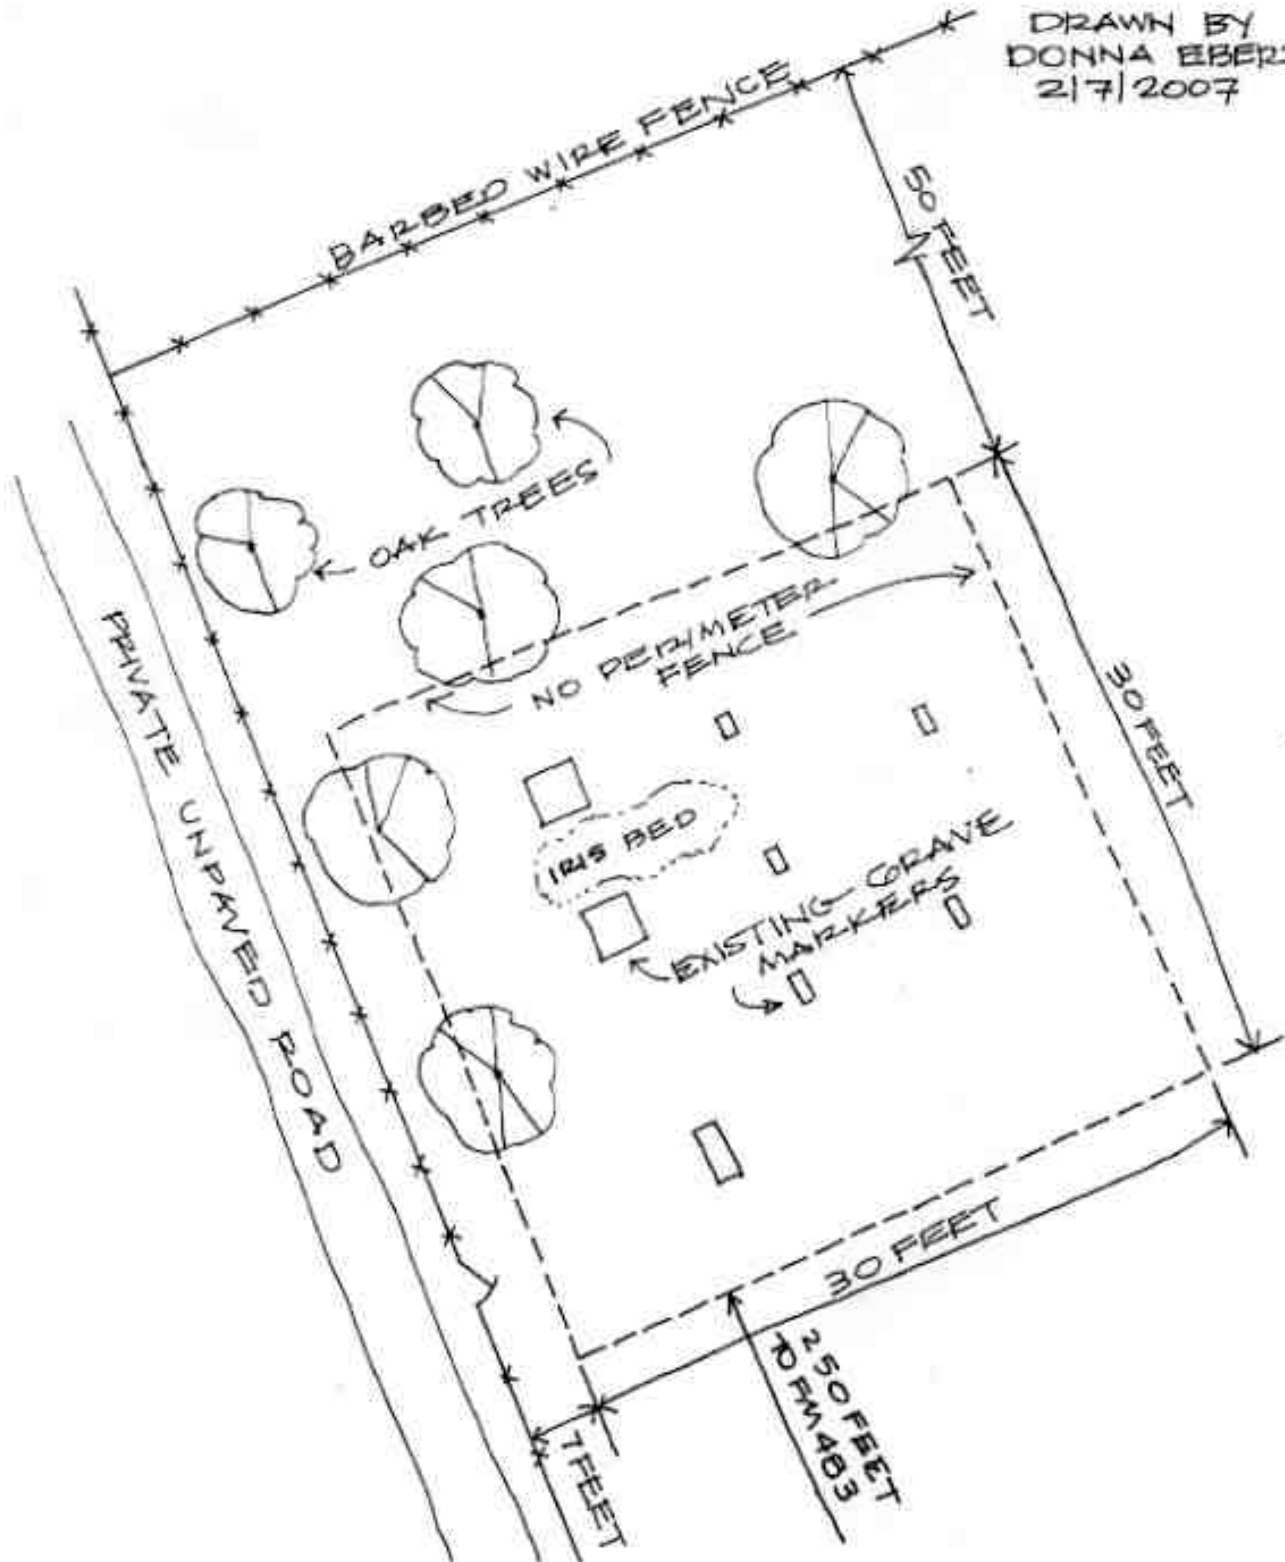 DRAWN BY
DONNA
2/7/2007
BARBED WIRE FENCE
50 FEET
OAK TREES
NO PERIMETER
FENCE
30 FEET
PRIVATE UNPAVED ROAD
IRIS BED
EXISTING GRAVE
MARKERS
30 FEET
250 FEET
TO FM 483
7 FEET